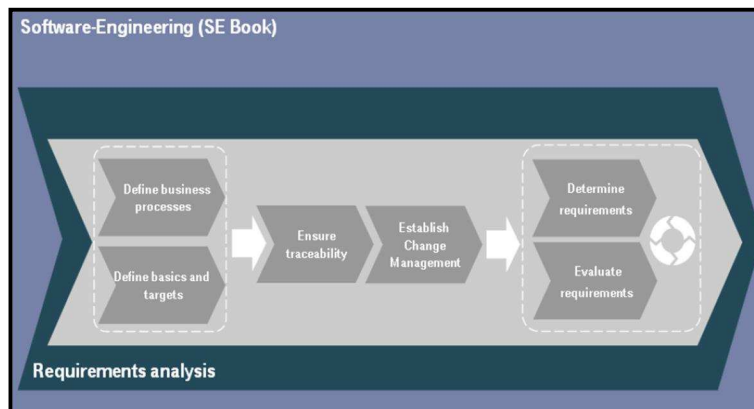 Software-Engineering (SE Book)
Define business
processes
Define basics and
targets
Ensure
traceability
Establish
Change
Management
Determine
requirements
Evaluate
requirements
Requirements analysis